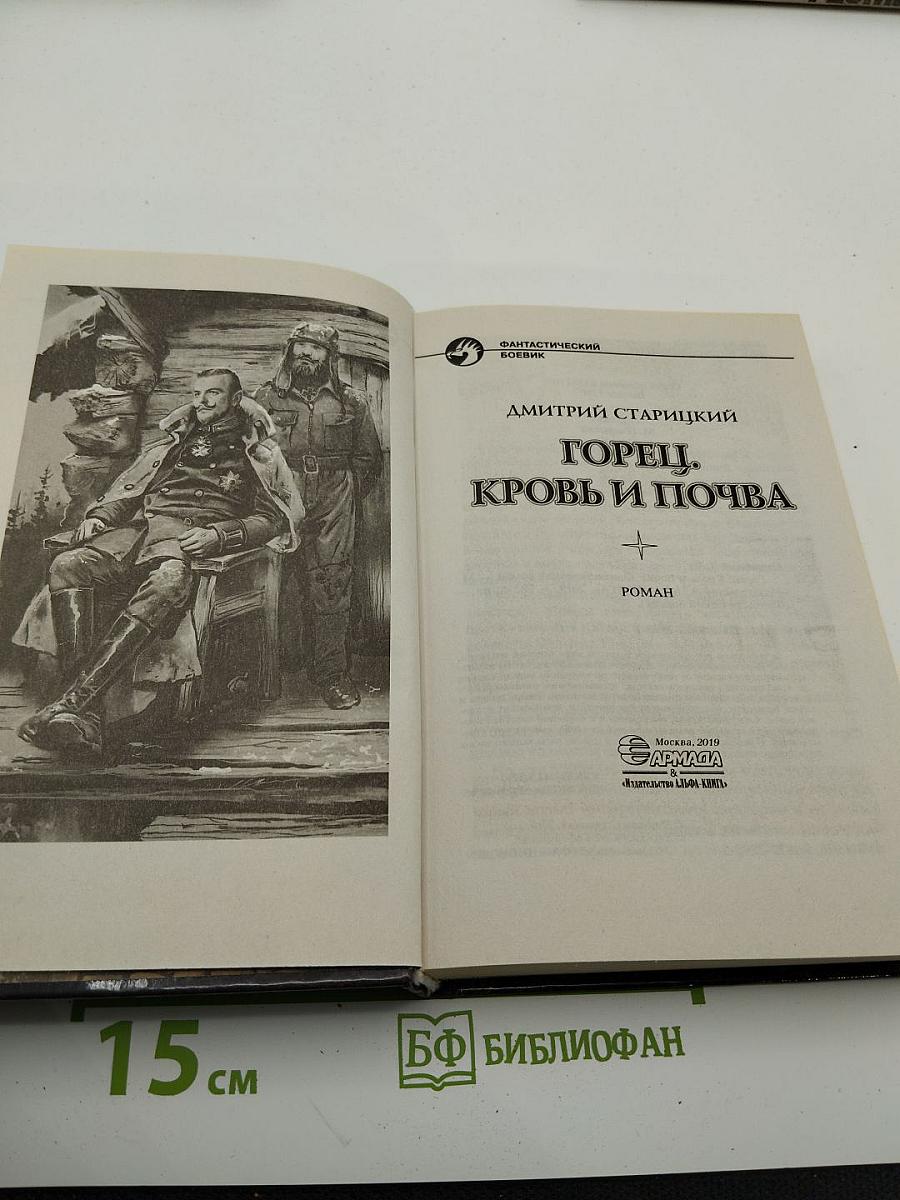 ФАНТАСТИЧЕСКИЙ
БОЕВИК
ДМИТРИЙ СТАРИЦКИЙ
ГОРЕЦ.
КРОВЬ И ПОЧВА
РОМАН
Москва, 2019
АРМАДА
&
«Издательство АЛЬФА-КНИГА»
15 см
БФ БИБЛИОФАН